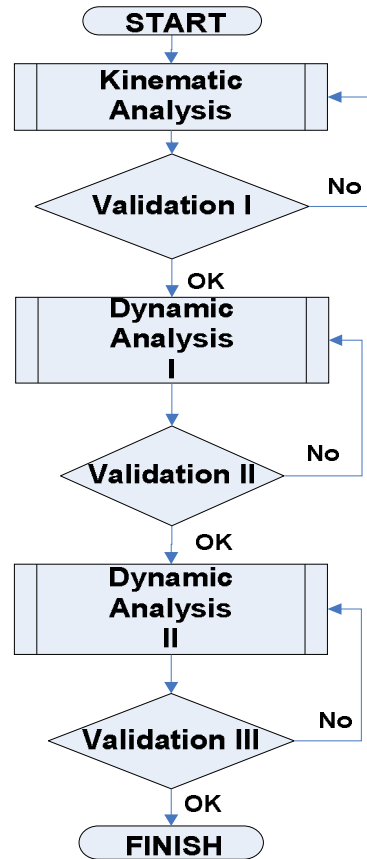 START
Kinematic
Analysis
Validation I
No
OK
Dynamic
Analysis
I
Validation II
No
OK
Dynamic
Analysis
II
Validation III
No
OK
FINISH